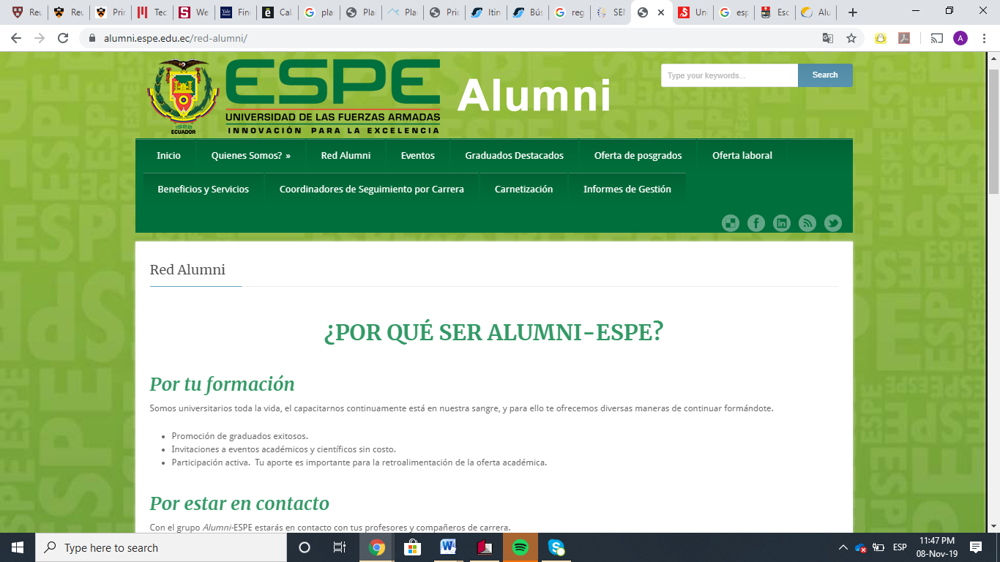 Reu
Reu
Prin
Tec
We
Fin
Cal
pla
Pla
Pla
Pric
Itin
Bús
reg
SEN
Uni
esp
Esc
Alu
alumni.espe.edu.ec/red-alumni/
A
1922
ECUADOR
ESPE
UNIVERSIDAD DE LAS FUERZAS ARMADAS
INNOVACIÓN PARA LA EXCELENCIA
Alumni
Type your keywords...
Search
Inicio
Quienes Somos? »
Red Alumni
Eventos
Graduados Destacados
Oferta de posgrados
Oferta laboral
Beneficios y Servicios
Coordinadores de Seguimiento por Carrera
Carnetización
Informes de Gestión
Red Alumni
¿POR QUÉ SER ALUMNI-ESPE?
Por tu formación
Somos universitarios toda la vida, el capacitarnos continuamente está en nuestra sangre, y para ello te ofrecemos diversas maneras de continuar formándote.
Promoción de graduados exitosos.
Invitaciones a eventos académicos y científicos sin costo.
Participación activa. Tu aporte es importante para la retroalimentación de la oferta académica.
Por estar en contacto
Con el grupo Alumni-ESPE estarás en contacto con tus profesores y compañeros de carrera.
Type here to search
ESP
11:47 PM
08-Nov-19